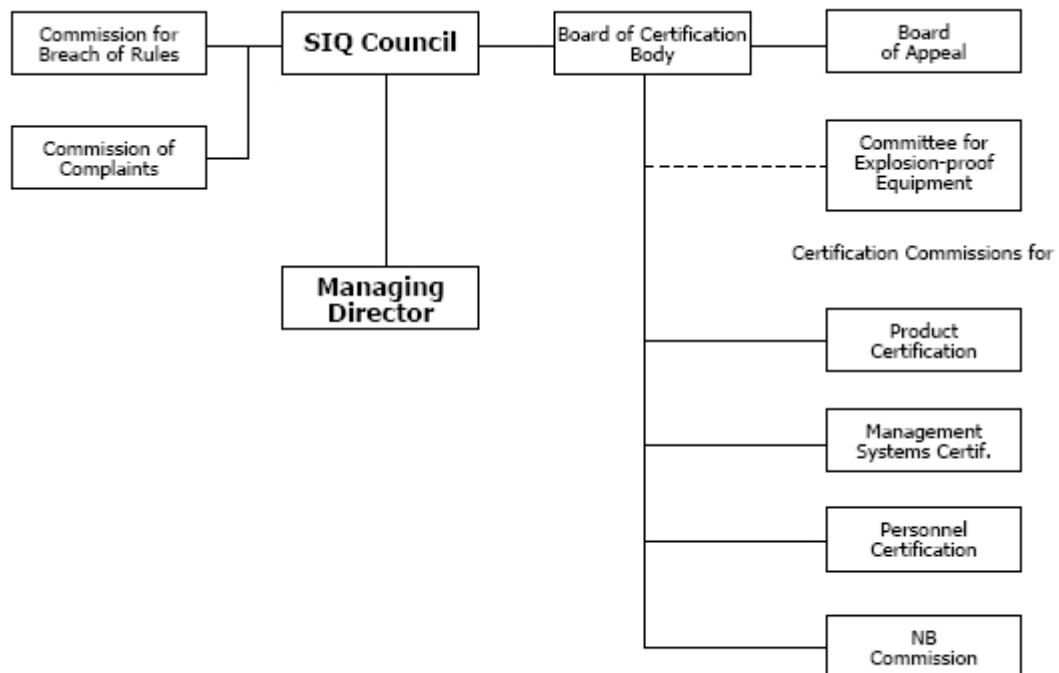 Commission for
Breach of Rules
SIQ Council
Board of Certification
Body
Board
of Appeal
Commission of
Complaints
Committee for
Explosion-proof
Equipment
Certification Commissions for
Managing
Director
Product
Certification
Management
Systems Certif.
Personnel
Certification
NB
Commission